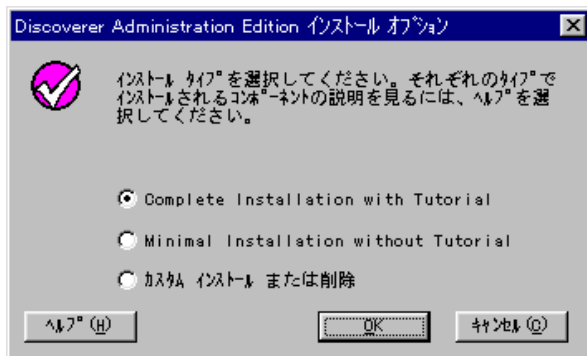 Discoverer Administration Edition ｲﾝｽﾄｰﾙ ｵﾌﾟｼｮﾝ
ｲﾝｽﾄｰﾙ ﾀｲﾌﾟを選択してください。それぞれのﾀｲﾌﾟで
ｲﾝｽﾄｰﾙされるｺﾝﾎﾟｰﾈﾝﾄの説明を見るには、ﾍﾙﾌﾟを選
択してください。
Complete Installation with Tutorial
Minimal Installation without Tutorial
ｶｽﾀﾑ ｲﾝｽﾄｰﾙ または削除
ﾍﾙﾌﾟ(H) OK ｷｬﾝｾﾙ(C)